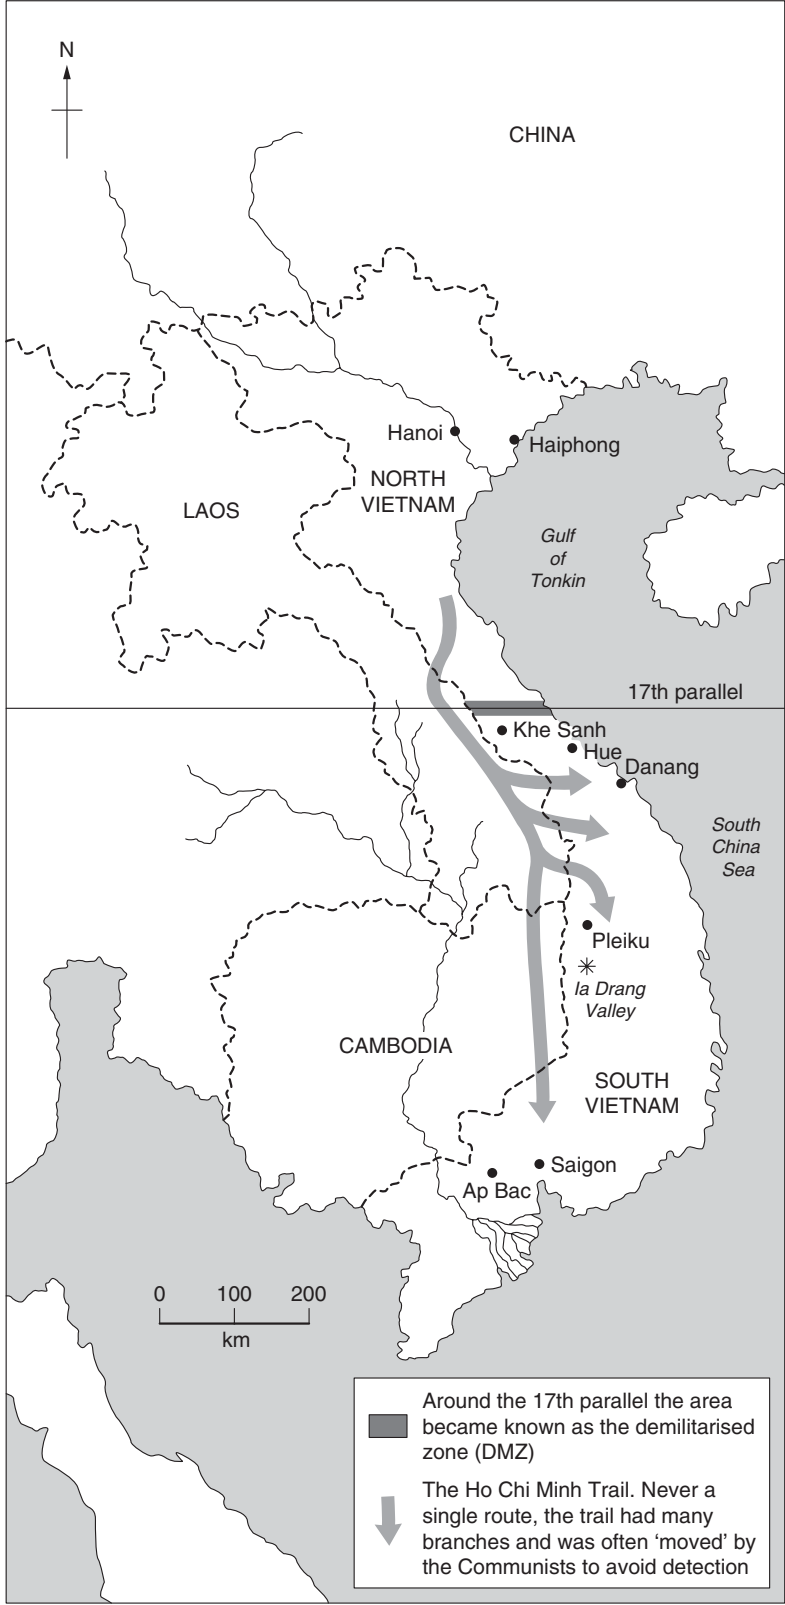 N
CHINA
Hanoi
Haiphong
NORTH
VIETNAM
LAOS
Gulf
of
Tonkin
17th parallel
Khe Sanh
Hue
Danang
South
China
Sea
Pleiku
Ia Drang
Valley
CAMBODIA
SOUTH
VIETNAM
Saigon
Ap Bac
0 100 200
km
Around the 17th parallel the area
became known as the demilitarised
zone (DMZ)
The Ho Chi Minh Trail. Never a
single route, the trail had many
branches and was often ‘moved’ by
the Communists to avoid detection